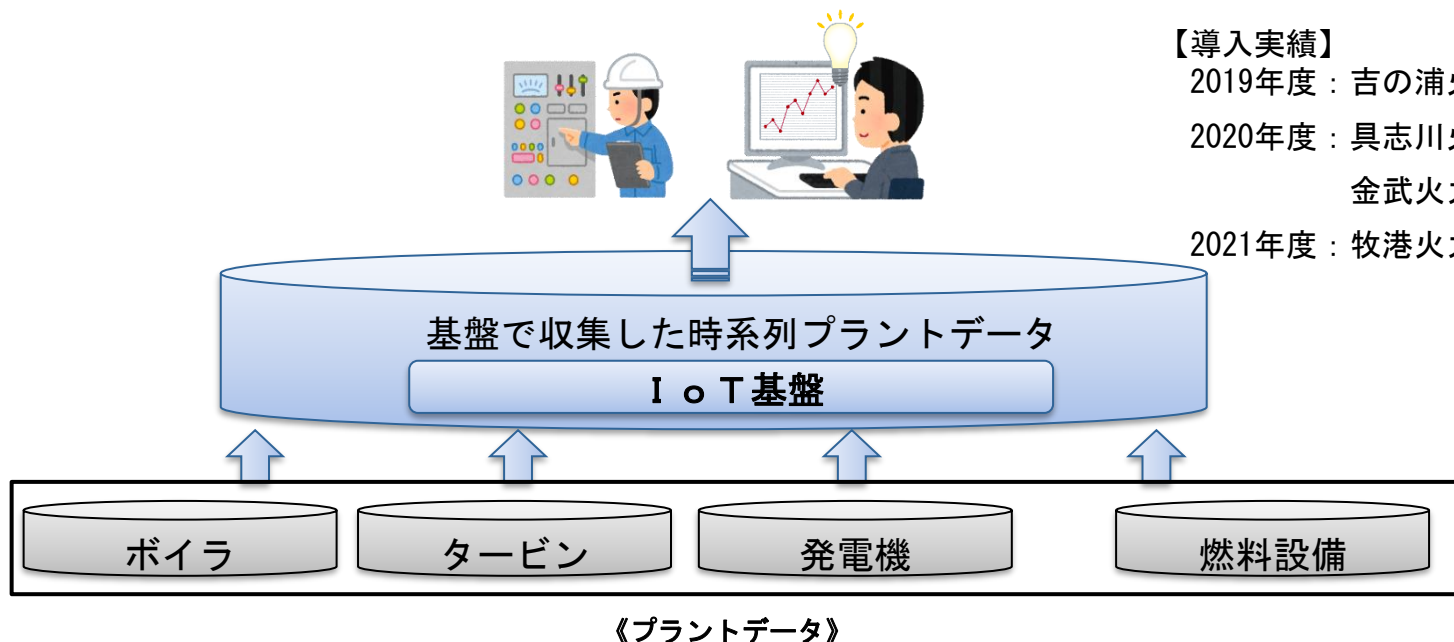 【導入実績】
2019年度：吉の浦
2020年度：具志川
金武火
2021年度：牧港火
基盤で収集した時系列プラントデータ
ＩｏＴ基盤
ボイラ
タービン
発電機
燃料設備
《プラントデータ》